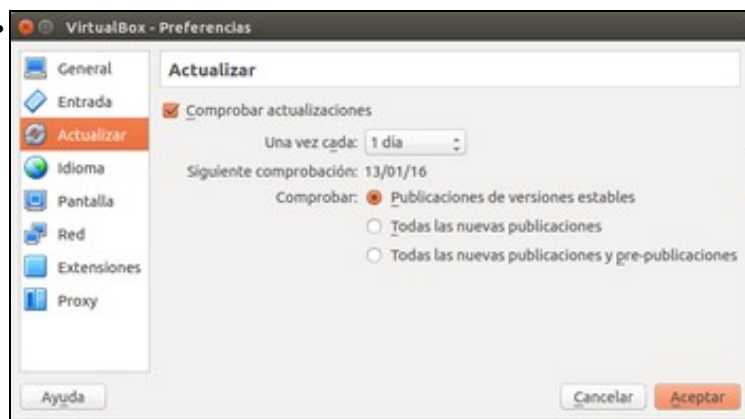 VirtualBox - Preferencias
General
Entrada
Actualizar
Idioma
Pantalla
Red
Extensiones
Proxy
Actualizar
Comprobar actualizaciones
Una vez cada: 1 día
Siguiente comprobación: 13/01/16
Comprobar: Publicaciones de versiones estables
Todas las nuevas publicaciones
Todas las nuevas publicaciones y pre-publicaciones
Ayuda
Cancelar
Aceptar